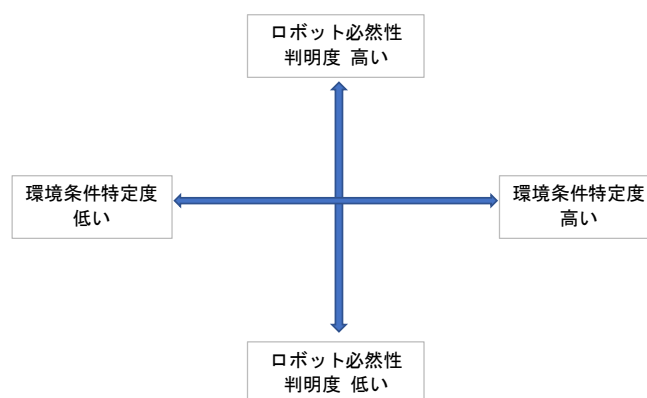 ロボット必然性
判明度 高い
環境条件特定度
低い
環境条件特定度
高い
ロボット必然性
判明度 低い